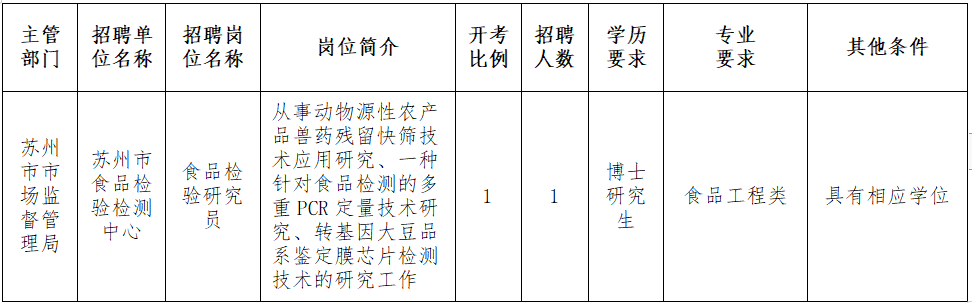 主管
部门
招聘单
位名称
招聘岗
位名称
岗位简介
开考
比例
招聘
人数
学历
要求
专业
要求
其他条件
苏州
市市
场监
督管
理局
苏州市
食品检
验检测
中心
食品检
验研究
员
从事动物源性农产
品兽药残留快筛技
术应用研究、一种
针对食品检测的多
重PCR定量技术研
究、转基因大豆品
系鉴定膜芯片检测
技术的研究工作
1
1
博士
研究
生
食品工程类
具有相应学位